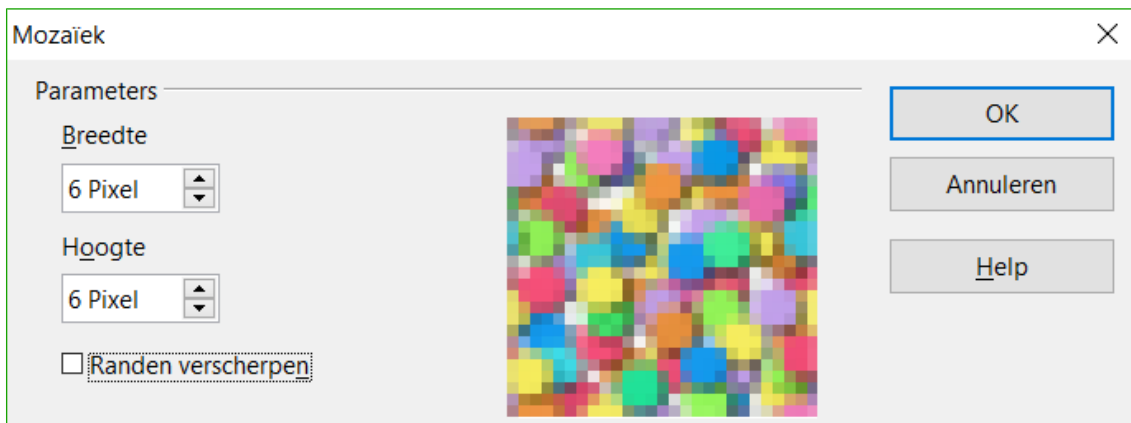 Mozaïek
Parameters
Breedte
6 Pixel
Hoogte
6 Pixel
Randen verscherpen
OK
Annuleren
Help